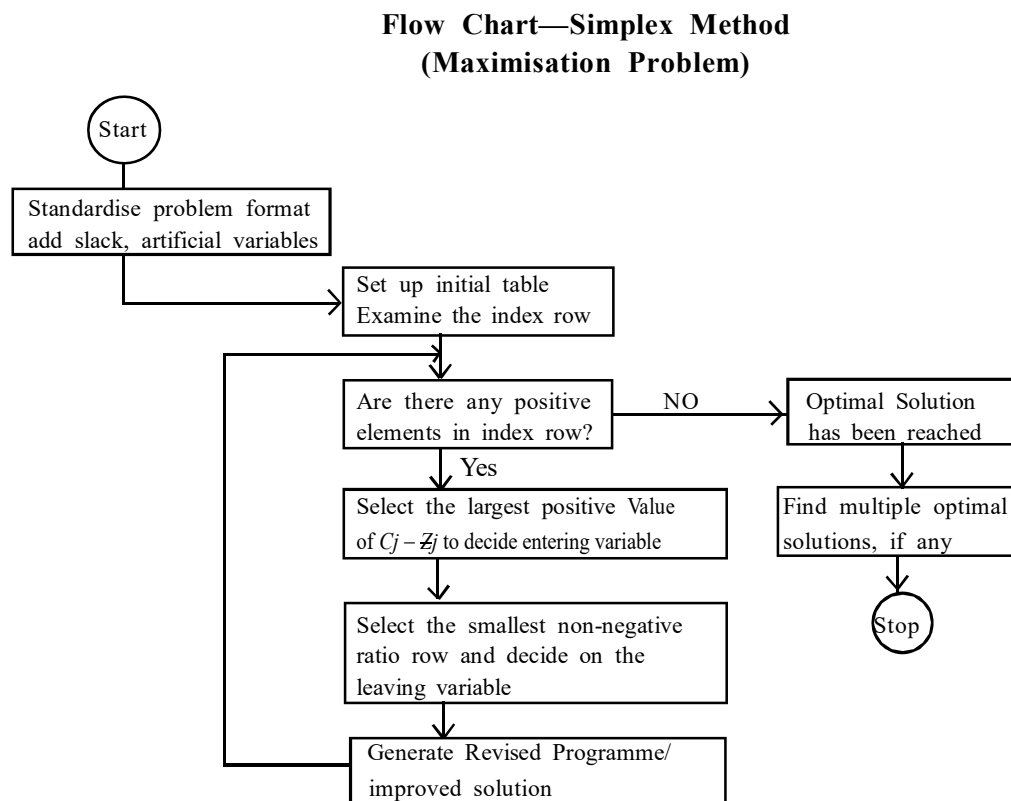 Flow Chart—Simplex Method
(Maximisation Problem)
Start
Standardise problem format
add slack, artificial variables
Set up initial table
Examine the index row
Are there any positive
elements in index row?
NO
Optimal Solution
has been reached
Yes
Select the largest positive Value
of Cj – Zj to decide entering variable
Find multiple optimal
solutions, if any
Stop
Select the smallest non-negative
ratio row and decide on the
leaving variable
Generate Revised Programme/
improved solution